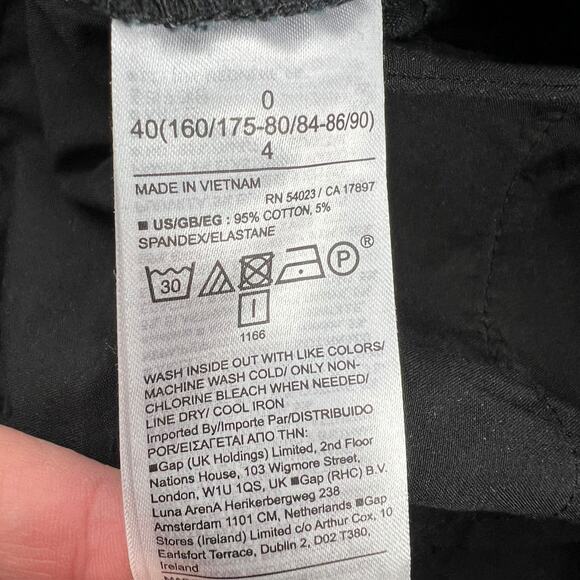 0
40(160/175-80/84-86/90)
4
MADE IN VIETNAM
RN 54023 / CA 17897
■ US/GB/EG : 95% COTTON, 5%
SPANDEX/ELASTANE
30
P ®
1166
WASH INSIDE OUT WITH LIKE COLORS/
MACHINE WASH COLD/ ONLY NON-
CHLORINE BLEACH WHEN NEEDED/
LINE DRY/ COOL IRON
Imported By/Importe Par/DISTRIBUIDO
POR/ΕΙΣΑΓΕΤΑΙ ΑΠΟ ΤΗΝ:
■Gap (UK Holdings) Limited, 2nd Floor
Nations House, 103 Wigmore Street,
London, W1U 1QS, UK ■Gap (RHC) B.V.
Luna ArenA Herikerbergweg 238
Amsterdam 1101 CM, Netherlands ■Gap
Stores (Ireland) Limited c/o Arthur Cox, 10
Earlsfort Terrace, Dublin 2, D02 T380,
Ireland